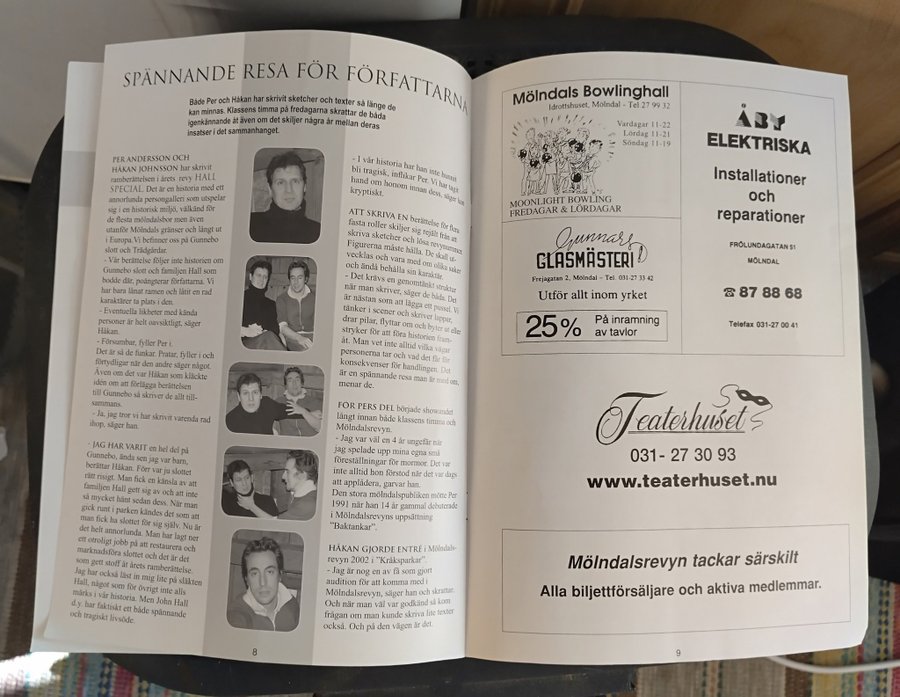 SPÄNNANDE RESA FÖR FÖRFATTARNA
Både Per och Håkan har skrivit sketcher och texter så länge de
kan minnas. Klassens timma på fredagarna skrattar de båda
igenkännande åt även om det skiljer några år mellan deras
insatser i det sammanhanget.
PER ANDERSSON OCH
HÅKAN JOHNSSON har skrivit
ramberättelsen i årets revy HALL
SPECIAL. Det är en historia med ett
annorlunda persongalleri som utspelar
sig i en historisk miljö, välkänd för
de flesta mölndalsbor men även
utanför Mölndals gränser och långt ut
i Europa.Vi befinner oss på Gunnebo
slott och Trädgårdar.
- Vår berättelse följer inte historien om
Gunnebo slott och familjen Hall som
bodde där, poängterar författarna. Vi
har bara lånat ramen och låtit en rad
karaktärer ta plats i den.
- Eventuella likheter med kända
personer är helt oavsiktligt, säger
Håkan.
- Försumbar, fyller Per i.
Det är så de funkar. Pratar, fyller i och
förtydligar när den andre säger något.
Även om det var Håkan som kläckte
idén om att förlägga berättelsen
till Gunnebo så skriver de allt till-
sammans.
- Ja, jag tror vi har skrivit varenda rad
ihop, säger han.
- JAG HAR VARIT en hel del på
Gunnebo, ända sen jag var barn,
berättar Håkan. Förr var ju slottet
rätt risigt. Man fick en känsla av att
familjen Hall gett sig av och att inte
så mycket hänt sedan dess. När man
gick runt i parken kändes det som att
man fick ha slottet för sig själv. Nu är
det helt annorlunda. Man har lagt ner
ett otroligt jobb på att restaurera och
marknadsföra slottet och det är det
som gett stoff åt årets ramberättelse.
Jag har också läst in mig lite på släkten
Hall, något som för övrigt inte alls
märks i vår historia. Men John Hall
d.y har faktiskt ett både spännande
och tragiskt livsöde.
- I vår historia har han inte hunnit
bli tragisk, inflikar Per. Vi har tagit
hand om honom innan dess, säger han
kryptiskt.
ATT SKRIVA EN berättelse för flera
fasta roller skiljer sig rejält från att
skriva sketcher och lösa revynummer.
Figurerna måste hålla. De skall ut-
vecklas och vara med om olika saker
och ändå behålla sin karaktär.
- Det krävs en genomtänkt struktur
när man skriver, säger de båda. Det
är nästan som att lägga ett pussel. Vi
tänker i scener och skriver lappar,
drar pilar, flyttar om och byter ut eller
stryker för att föra historien fram-
åt. Man vet inte alltid vilka vägar
personerna tar och vad det får för
konsekvenser för handlingen. Det
är en spännande resa man är med om,
menar de.
FÖR PERS DEL började showandet
långt innan både klassens timma och
Mölndalsrevyn.
- Jag var väl en 4 år ungefär när
jag spelade upp mina egna små
föreställningar för mormor. Det var
inte alltid hon förstod när det var dags
att applådera, garvar han.
Den stora mölndalspubliken mötte Per
1991 när han 14 år gammal debuterade
i Mölndalsrevyns uppsättning
”Baktankar”.
HÅKAN GJORDE ENTRÉ i Mölndals-
revyn 2002 i ”Kråksparkar”.
- Jag är nog en av få som gjort
audition för att komma med i
Mölndalsrevyn, säger han och skrattar.
Och när man väl var godkänd så kom
frågan om man kunde skriva lite texter
också. Och på den vägen är det.
8
Mölndals Bowlinghall
Idrottshuset, Mölndal - Tel 27 99 32
Vardagar 11-22
Lördag 11-21
Söndag 11-19
MOONLIGHT BOWLING
FREDAGAR & LÖRDAGAR
Gunnars
GLASMÄSTERI
Frejagatan 2, Mölndal – Tel. 031-27 33 42
Utför allt inom yrket
25% På inramning
av tavlor
ÅBY
ELEKTRISKA
Installationer
och
reparationer
FRÖLUNDAGATAN 51
MÖLNDAL
☎ 87 88 68
Telefax 031-27 00 41
Teaterhuset
031- 27 30 93
www.teaterhuset.nu
Mölndalsrevyn tackar särskilt
Alla biljettförsäljare och aktiva medlemmar.
9